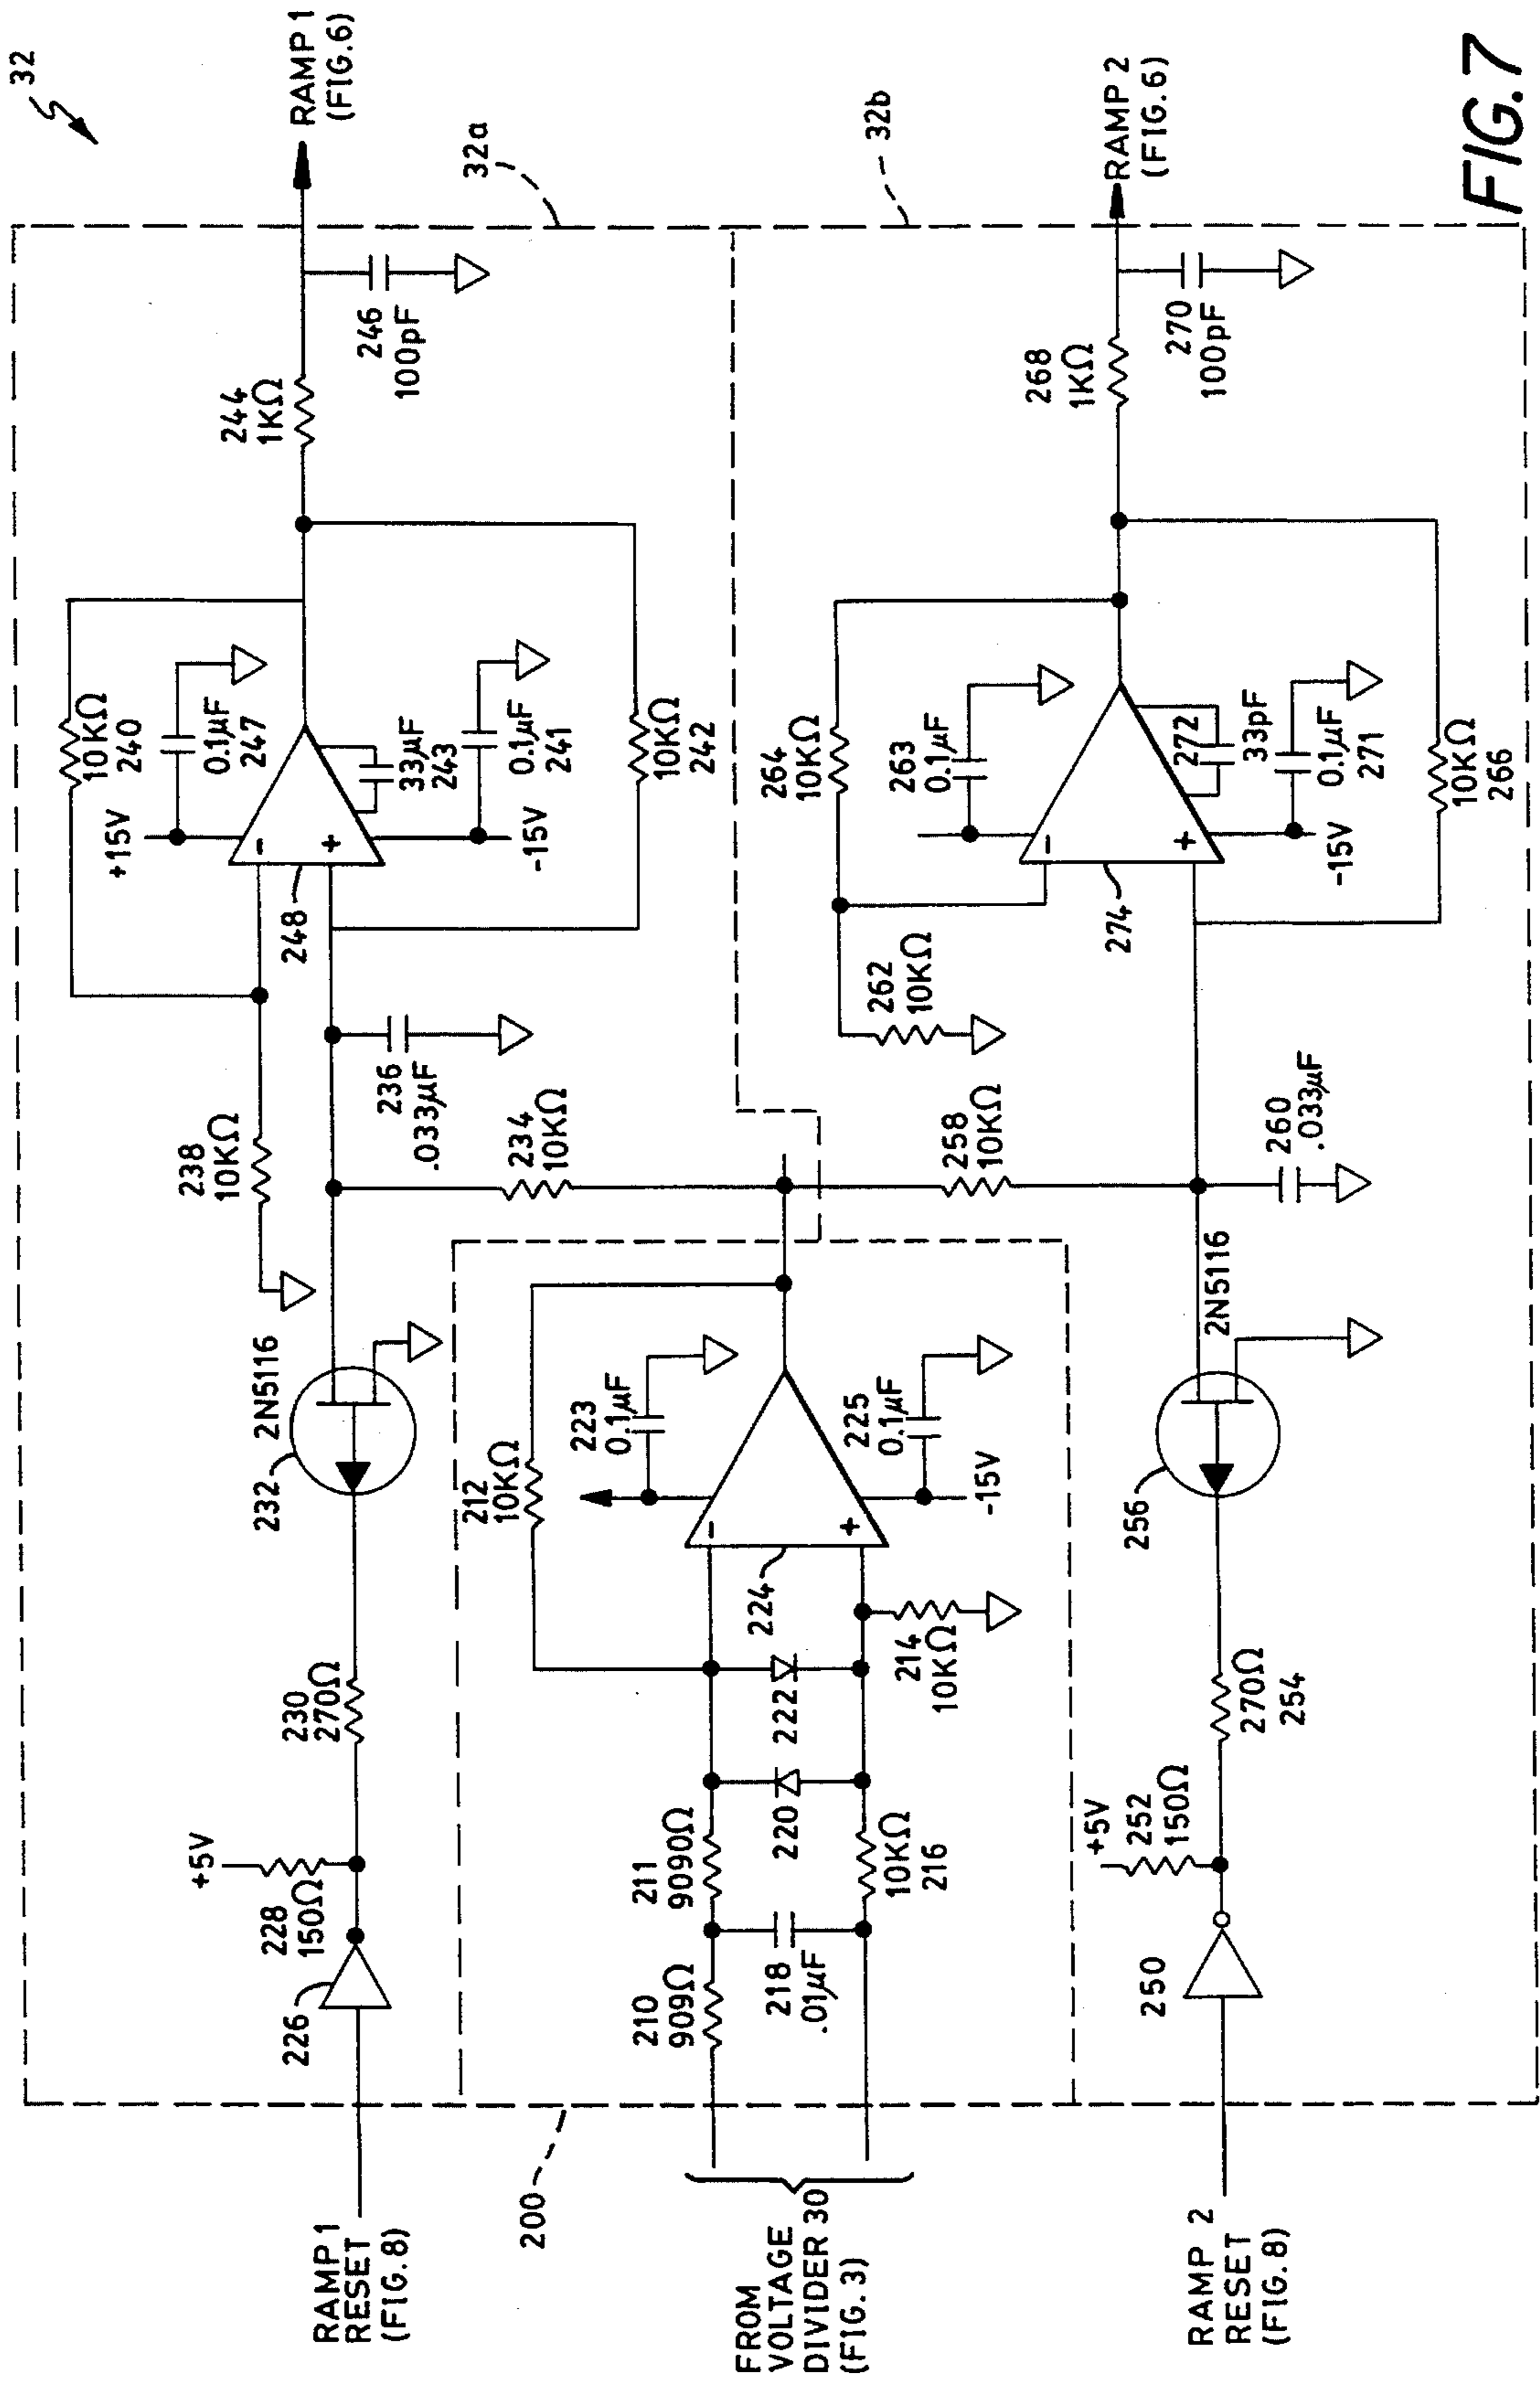 32
RAMP 1
(FIG.6)
32a
32b
RAMP 2
(FIG.6)
FIG.7
246
100pF
244
1KΩ
270
100pF
268
1KΩ
10KΩ
240
0.1µF
247
+15V
33µF
243
0.1µF
241
-15V
10KΩ
242
-
+
248
264
10KΩ
263
0.1µF
272
33pF
0.1µF
271
-15V
10KΩ
266
-
+
274
262
10KΩ
238
10KΩ
236
.033µF
234
10KΩ
258
10KΩ
260
.033µF
2N5116
232
212
10KΩ
223
0.1µF
225
0.1µF
-15V
-
+
224
2N5116
256
230
270Ω
222
214
10KΩ
270Ω
254
+5V
228
150Ω
226
211
9090Ω
220
10KΩ
216
210
909Ω
218
.01µF
+5V
252
150Ω
250
200
RAMP 1
RESET
(FIG.8)
FROM
VOLTAGE
DIVIDER 30
(FIG.3)
RAMP 2
RESET
(FIG.8)